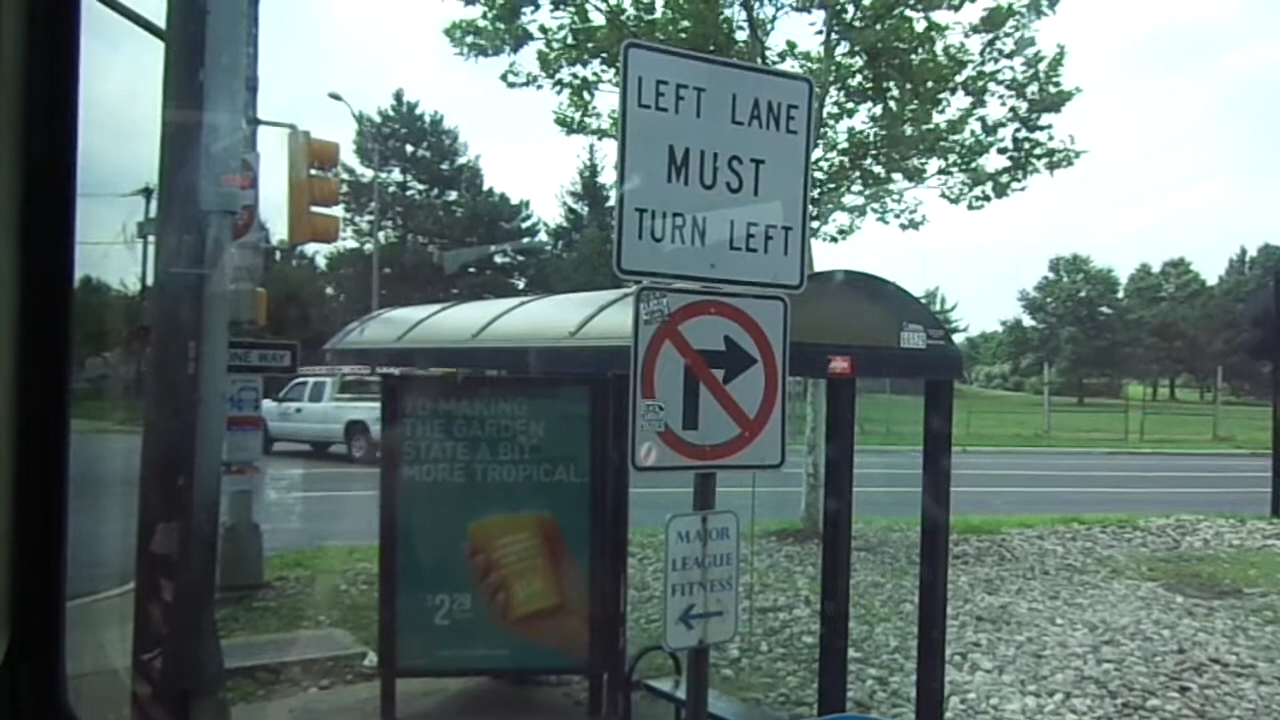 LEFT LANE
MUST
TURN LEFT
ONE WAY
MAKING
THE GARDEN
STATE A BIT
MORE TROPICAL.
$2.29
MAJOR
LEAGUE
FITNESS